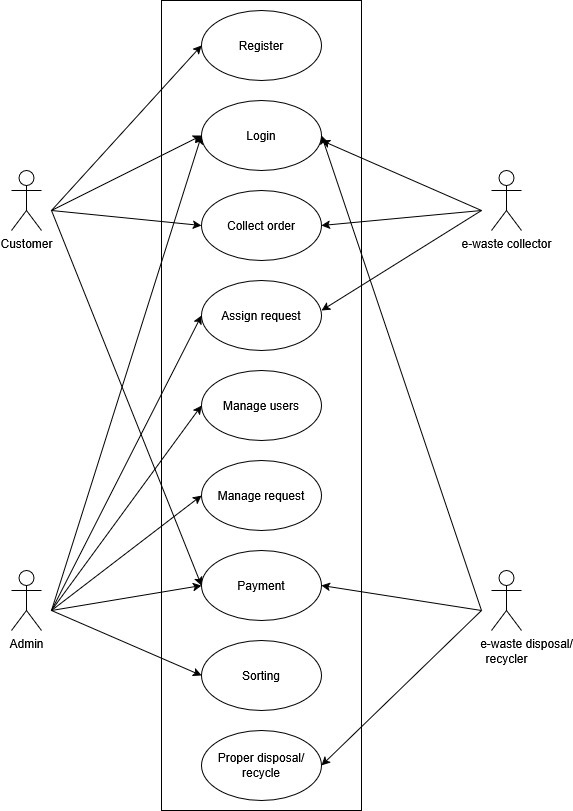 Register
Login
Customer
Collect order
e-waste collector
Assign request
Manage users
Manage request
Payment
Admin
e-waste disposal/
recycler
Sorting
Proper disposal/
recycle